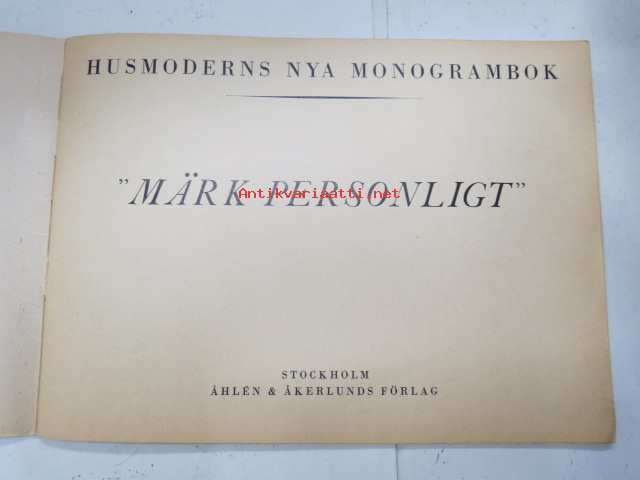 HUSMODERNS NYA MONOGRAMBOK
"MÄRK PERSONLIGT"
Antikvariaatti.net
STOCKHOLM
ÅHLÉN & ÅKERLUNDS FÖRLAG